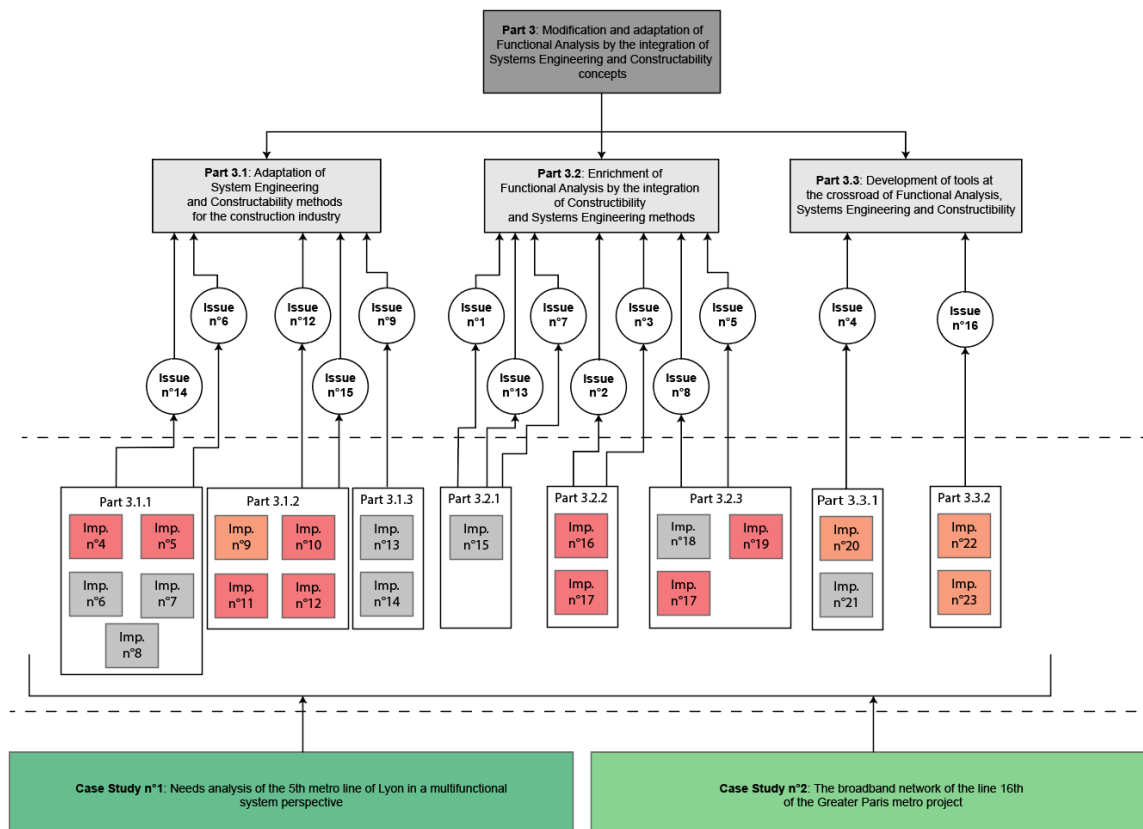 Part 3: Modification and adaptation of
Functional Analysis by the integration of
Systems Engineering and Constructability
concepts
Part 3.1: Adaptation of
System Engineering
and Constructability methods
for the construction industry
Part 3.2: Enrichment of
Functional Analysis by the integration
of Constructibility
and Systems Engineering methods
Part 3.3: Development of tools at
the crossroad of Functional Analysis,
Systems Engineering and Constructibility
Issue
n°6
Issue
n°12
Issue
n°9
Issue
n°1
Issue
n°7
Issue
n°3
Issue
n°5
Issue
n°4
Issue
n°16
Issue
n°14
Issue
n°15
Issue
n°13
Issue
n°2
Issue
n°8
Part 3.1.1
Imp.
n°4
Imp.
n°5
Imp.
n°6
Imp.
n°7
Imp.
n°8
Part 3.1.2
Imp.
n°9
Imp.
n°10
Imp.
n°11
Imp.
n°12
Part 3.1.3
Imp.
n°13
Imp.
n°14
Part 3.2.1
Imp.
n°15
Part 3.2.2
Imp.
n°16
Imp.
n°17
Part 3.2.3
Imp.
n°18
Imp.
n°19
Imp.
n°17
Part 3.3.1
Imp.
n°20
Imp.
n°21
Part 3.3.2
Imp.
n°22
Imp.
n°23
Case Study n°1: Needs analysis of the 5th metro line of Lyon in a multifunctional
system perspective
Case Study n°2: The broadband network of the line 16th
of the Greater Paris metro project